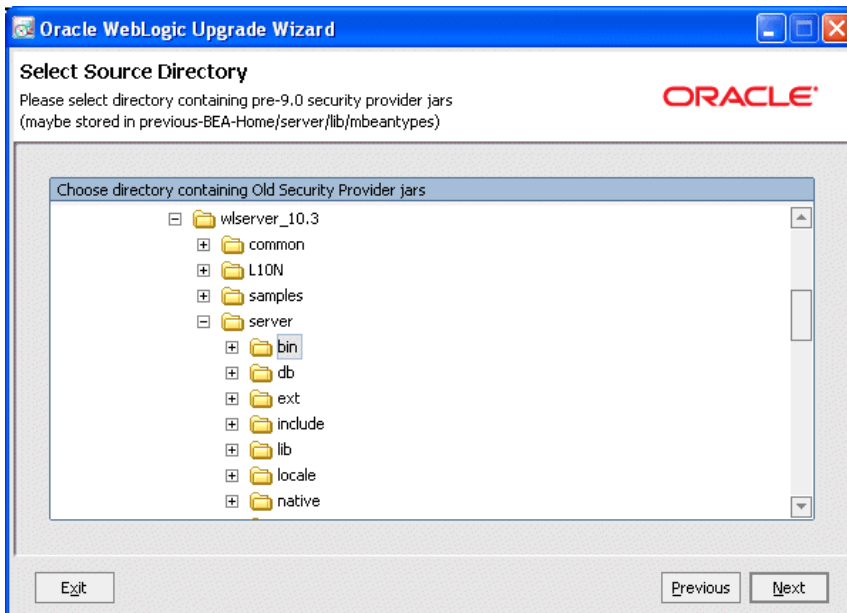 Oracle WebLogic Upgrade Wizard
Select Source Directory
Please select directory containing pre-9.0 security provider jars
(maybe stored in previous-BEA-Home/server/lib/mbeantypes)
ORACLE
Choose directory containing Old Security Provider jars
wlserver_10.3
common
L10N
samples
server
bin
db
ext
include
lib
locale
native
Exit
Previous
Next